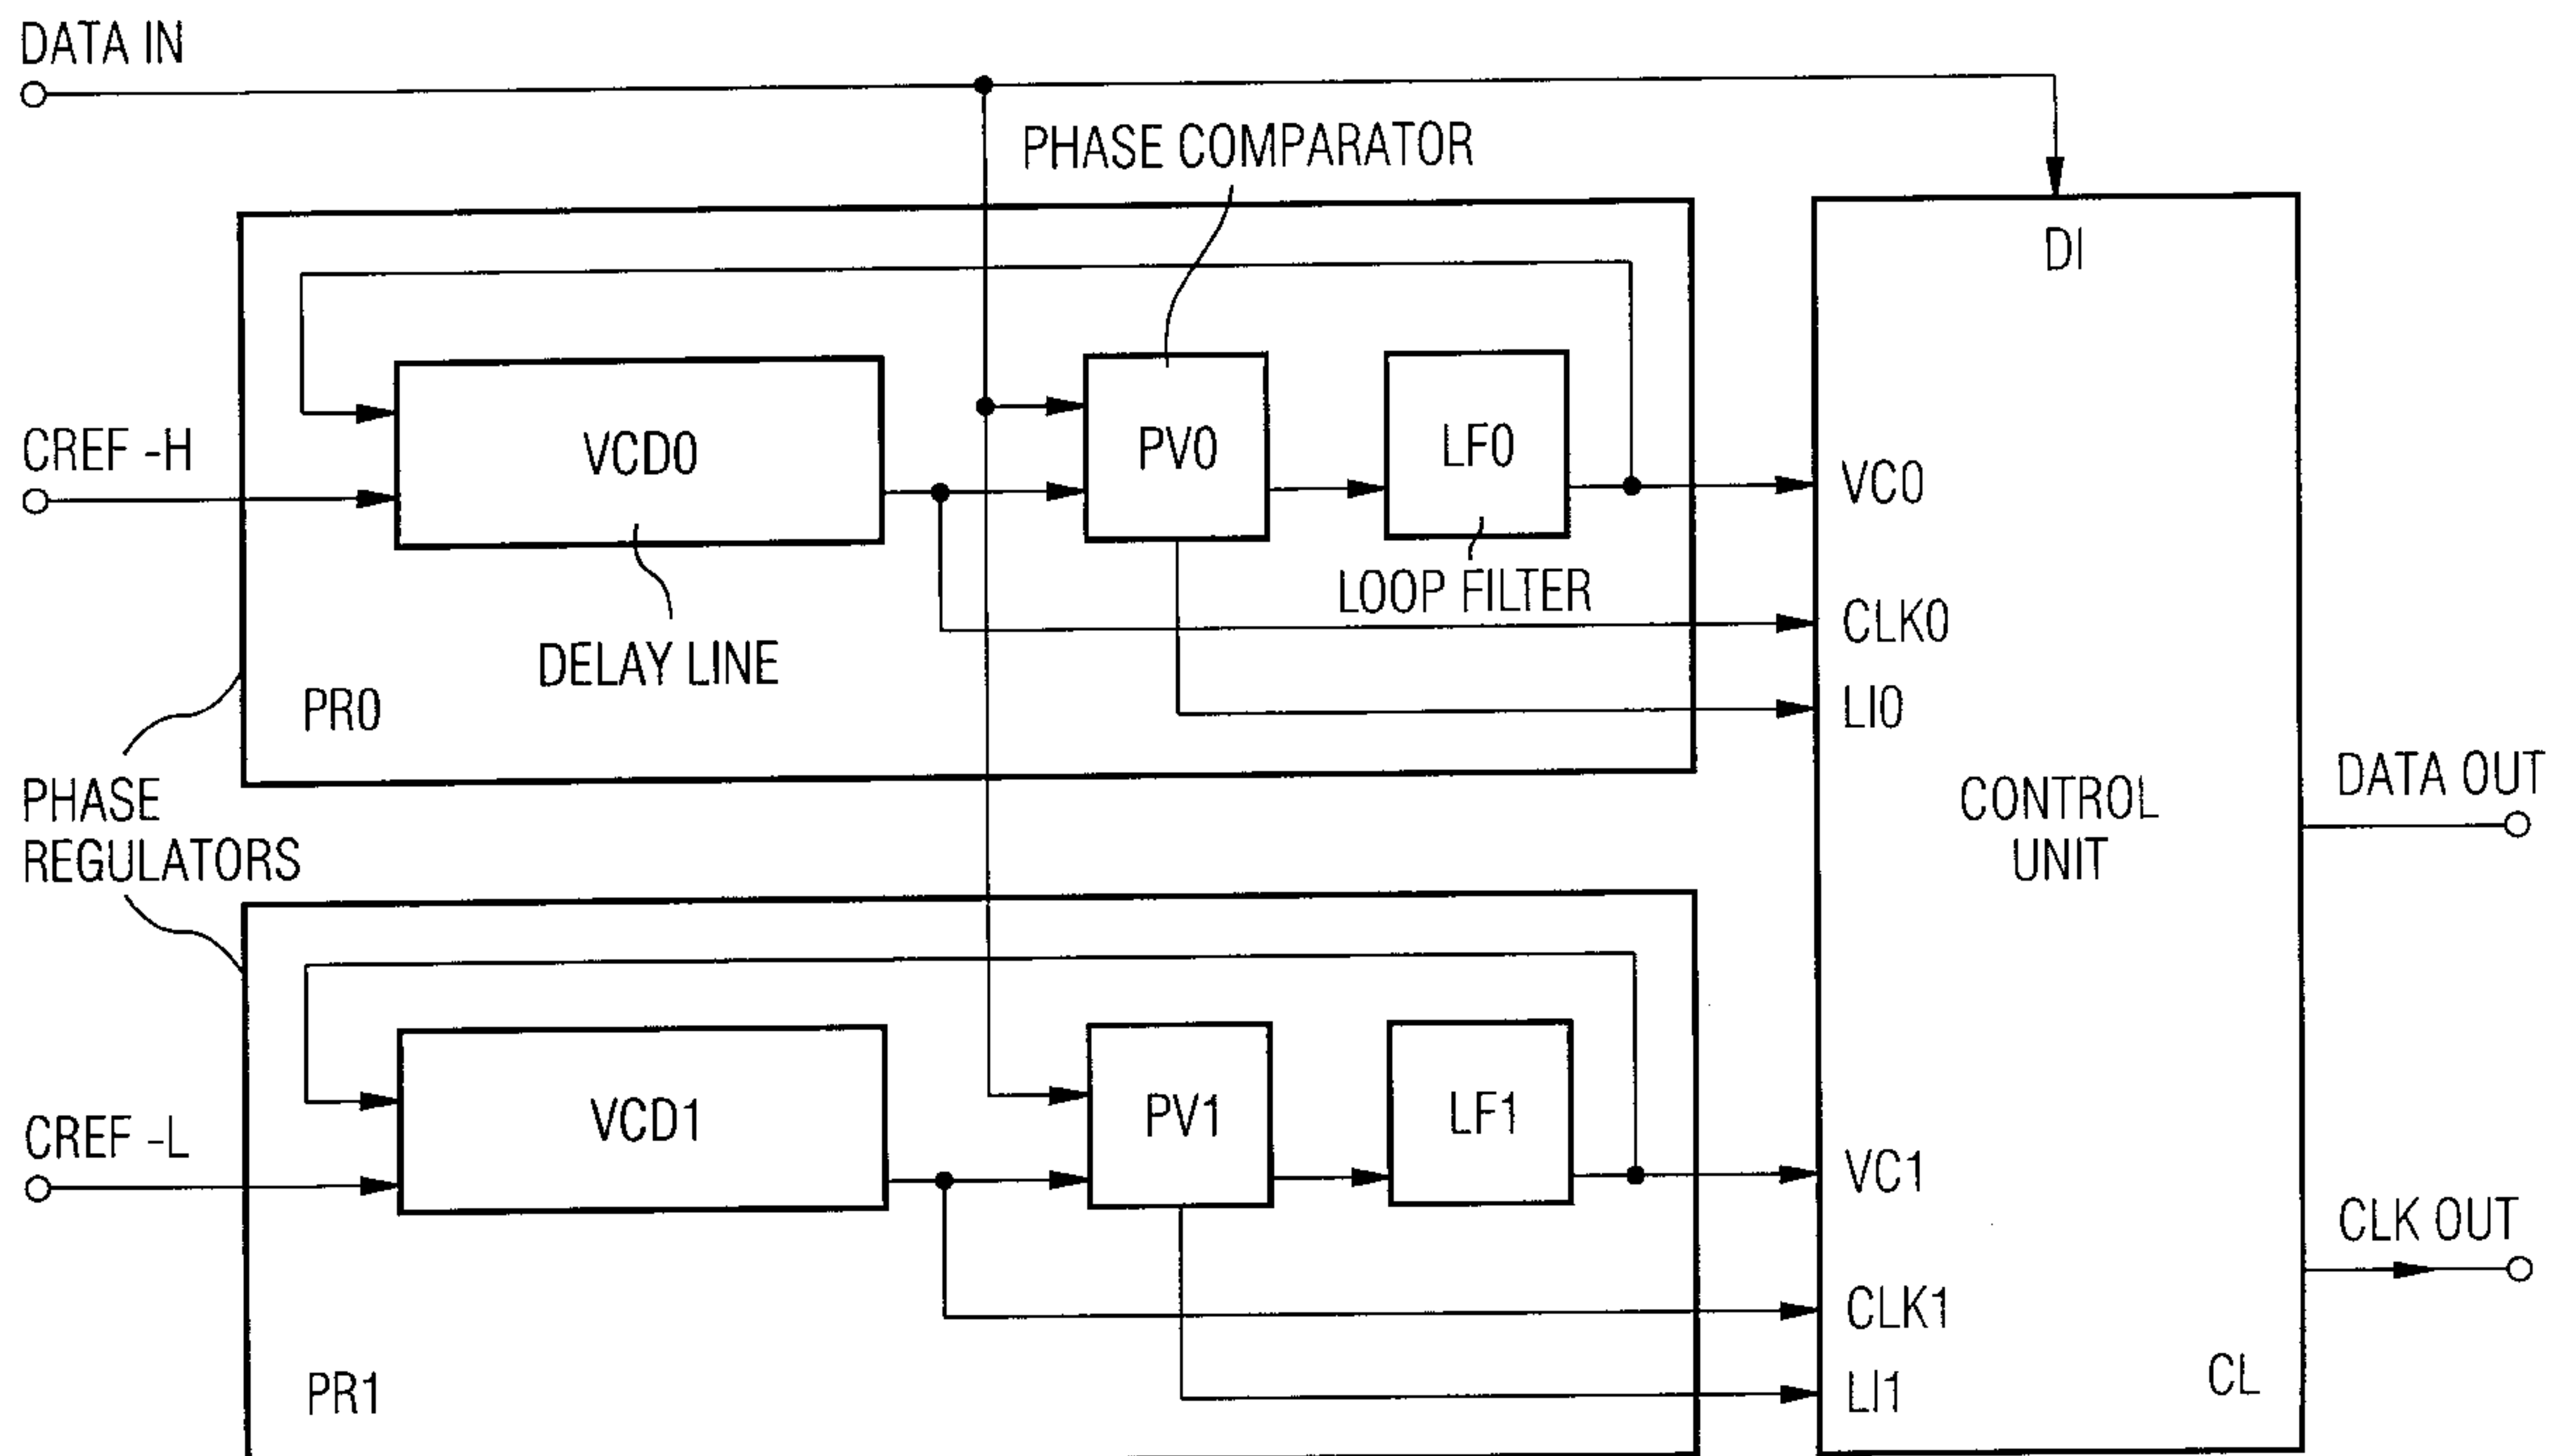 DATA IN
PHASE COMPARATOR
DI
CREF -H
VCD0
PV0
LF0
VC0
LOOP FILTER
CLK0
DELAY LINE
PR0
LI0
PHASE
REGULATORS
CONTROL
UNIT
DATA OUT
CREF -L
VCD1
PV1
LF1
VC1
CLK OUT
CLK1
PR1
LI1
CL